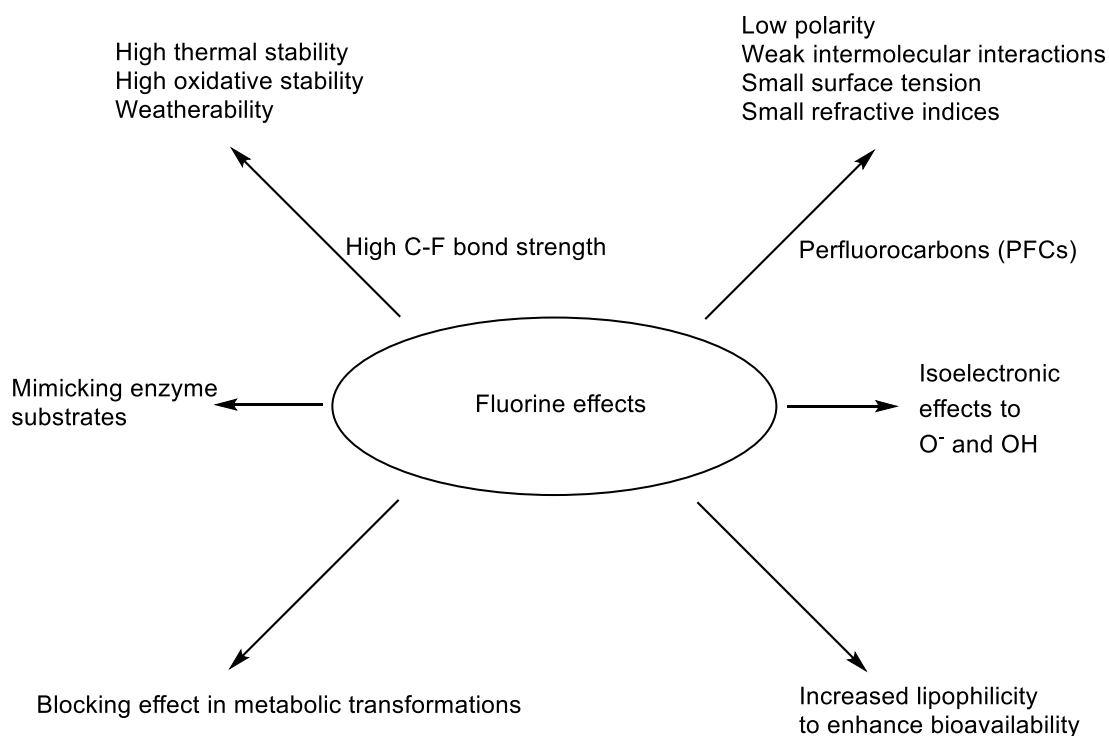 High thermal stability
High oxidative stability
Weatherability
Low polarity
Weak intermolecular interactions
Small surface tension
Small refractive indices
High C-F bond strength
Perfluorocarbons (PFCs)
Mimicking enzyme
substrates
Fluorine effects
Isoelectronic
effects to
O⁻ and OH
Blocking effect in metabolic transformations
Increased lipophilicity
to enhance bioavailability